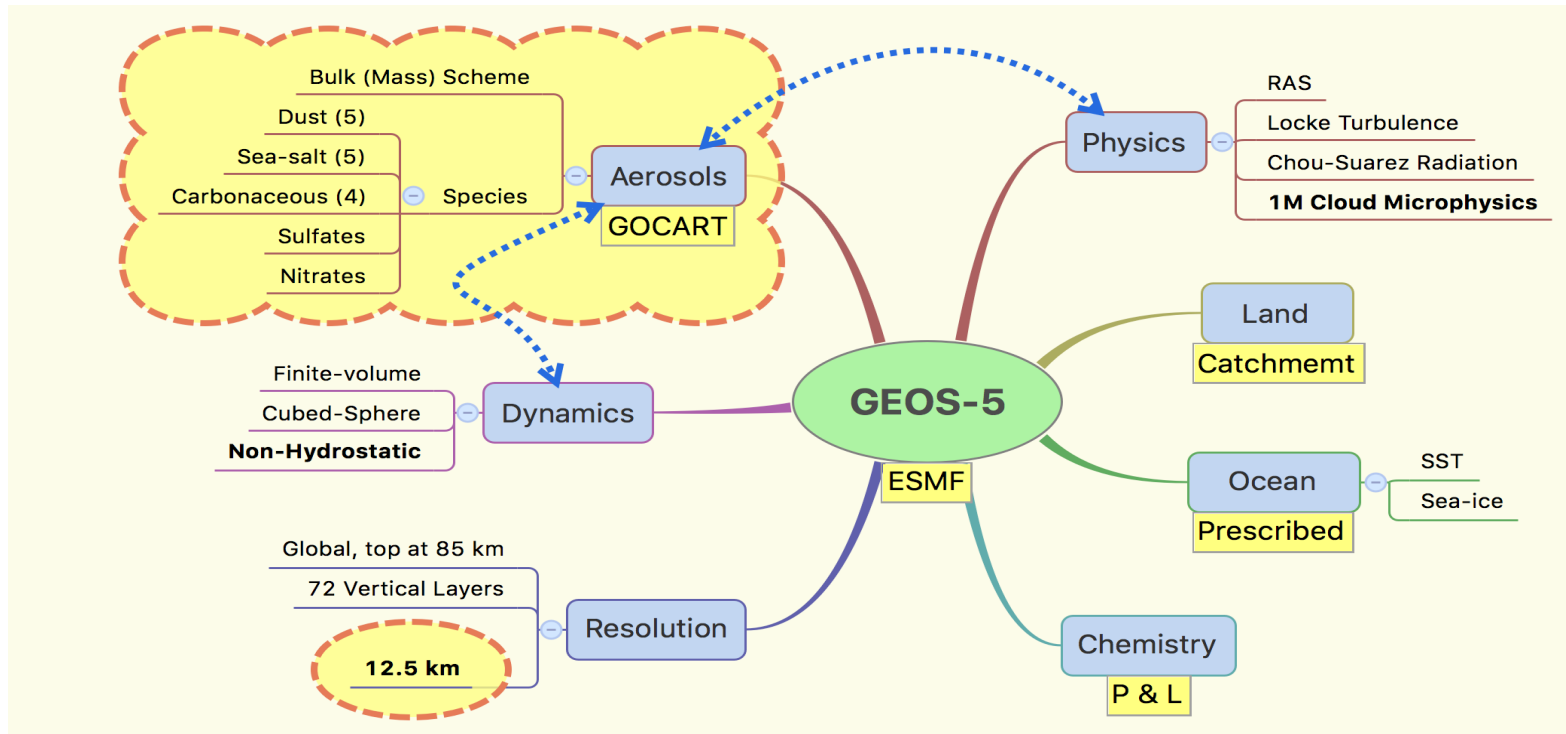 Bulk (Mass) Scheme
Dust (5)
Sea-salt (5)
Carbonaceous (4)
Sulfates
Nitrates
Species
Aerosols
GOCART
Physics
RAS
Locke Turbulence
Chou-Suarez Radiation
1M Cloud Microphysics
Land
Catchmemt
Finite-volume
Cubed-Sphere
Non-Hydrostatic
Dynamics
GEOS-5
ESMF
Ocean
Prescribed
SST
Sea-ice
Global, top at 85 km
72 Vertical Layers
12.5 km
Resolution
Chemistry
P & L